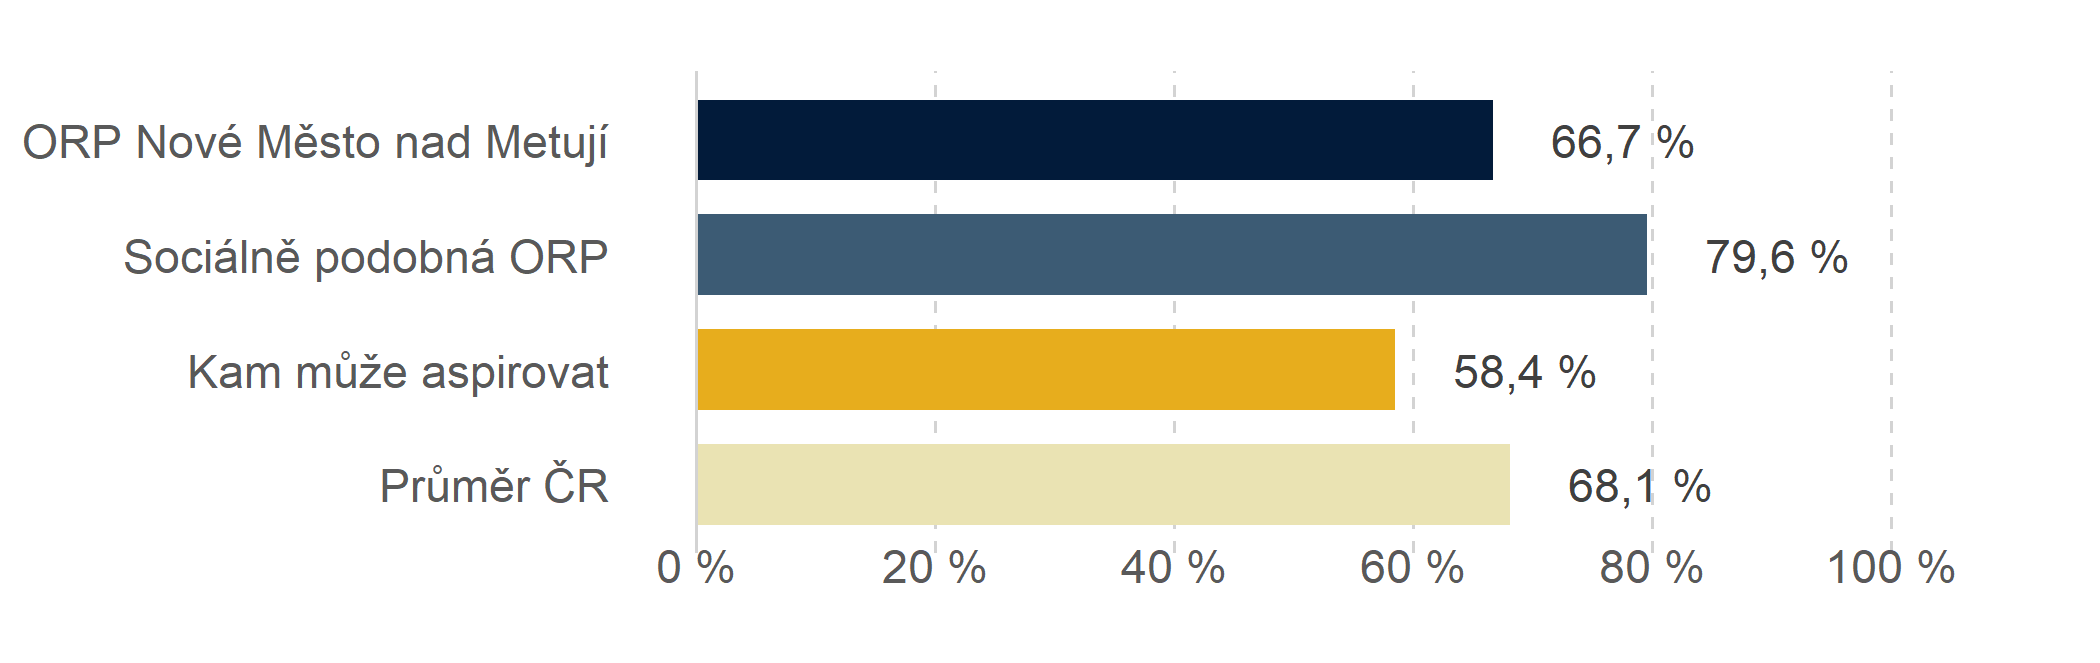 ORP Nové Město nad Metují
66,7 %
Sociálně podobná ORP
79,6 %
Kam může aspirovat
58,4 %
Průměr ČR
68,1 %
0 %
20 %
40 %
60 %
80 %
100 %